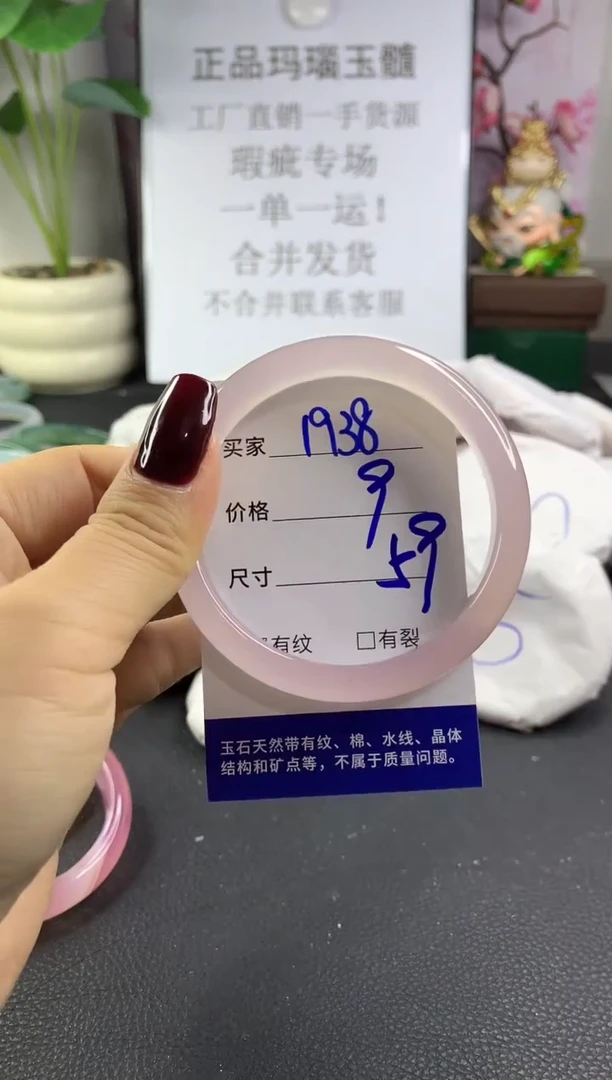 正品玛瑙玉髓
工厂直销一手货源
瑕疵专场
一单一运!
合并发货
不合并联系客服
买家 1938
价格 9
尺寸 59
有纹 □有裂
玉石天然带有纹、棉、水线、晶体
结构和矿点等，不属于质量问题。